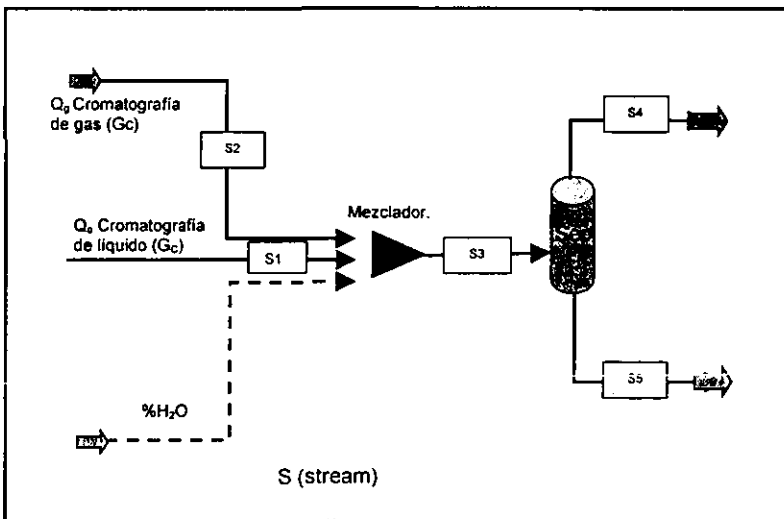 Qg Cromatografía
de gas (Gc)
S2
S4
Qo Cromatografía
de líquido (GC)
Mezclador.
S1
S3
S5
%H₂O
S (stream)